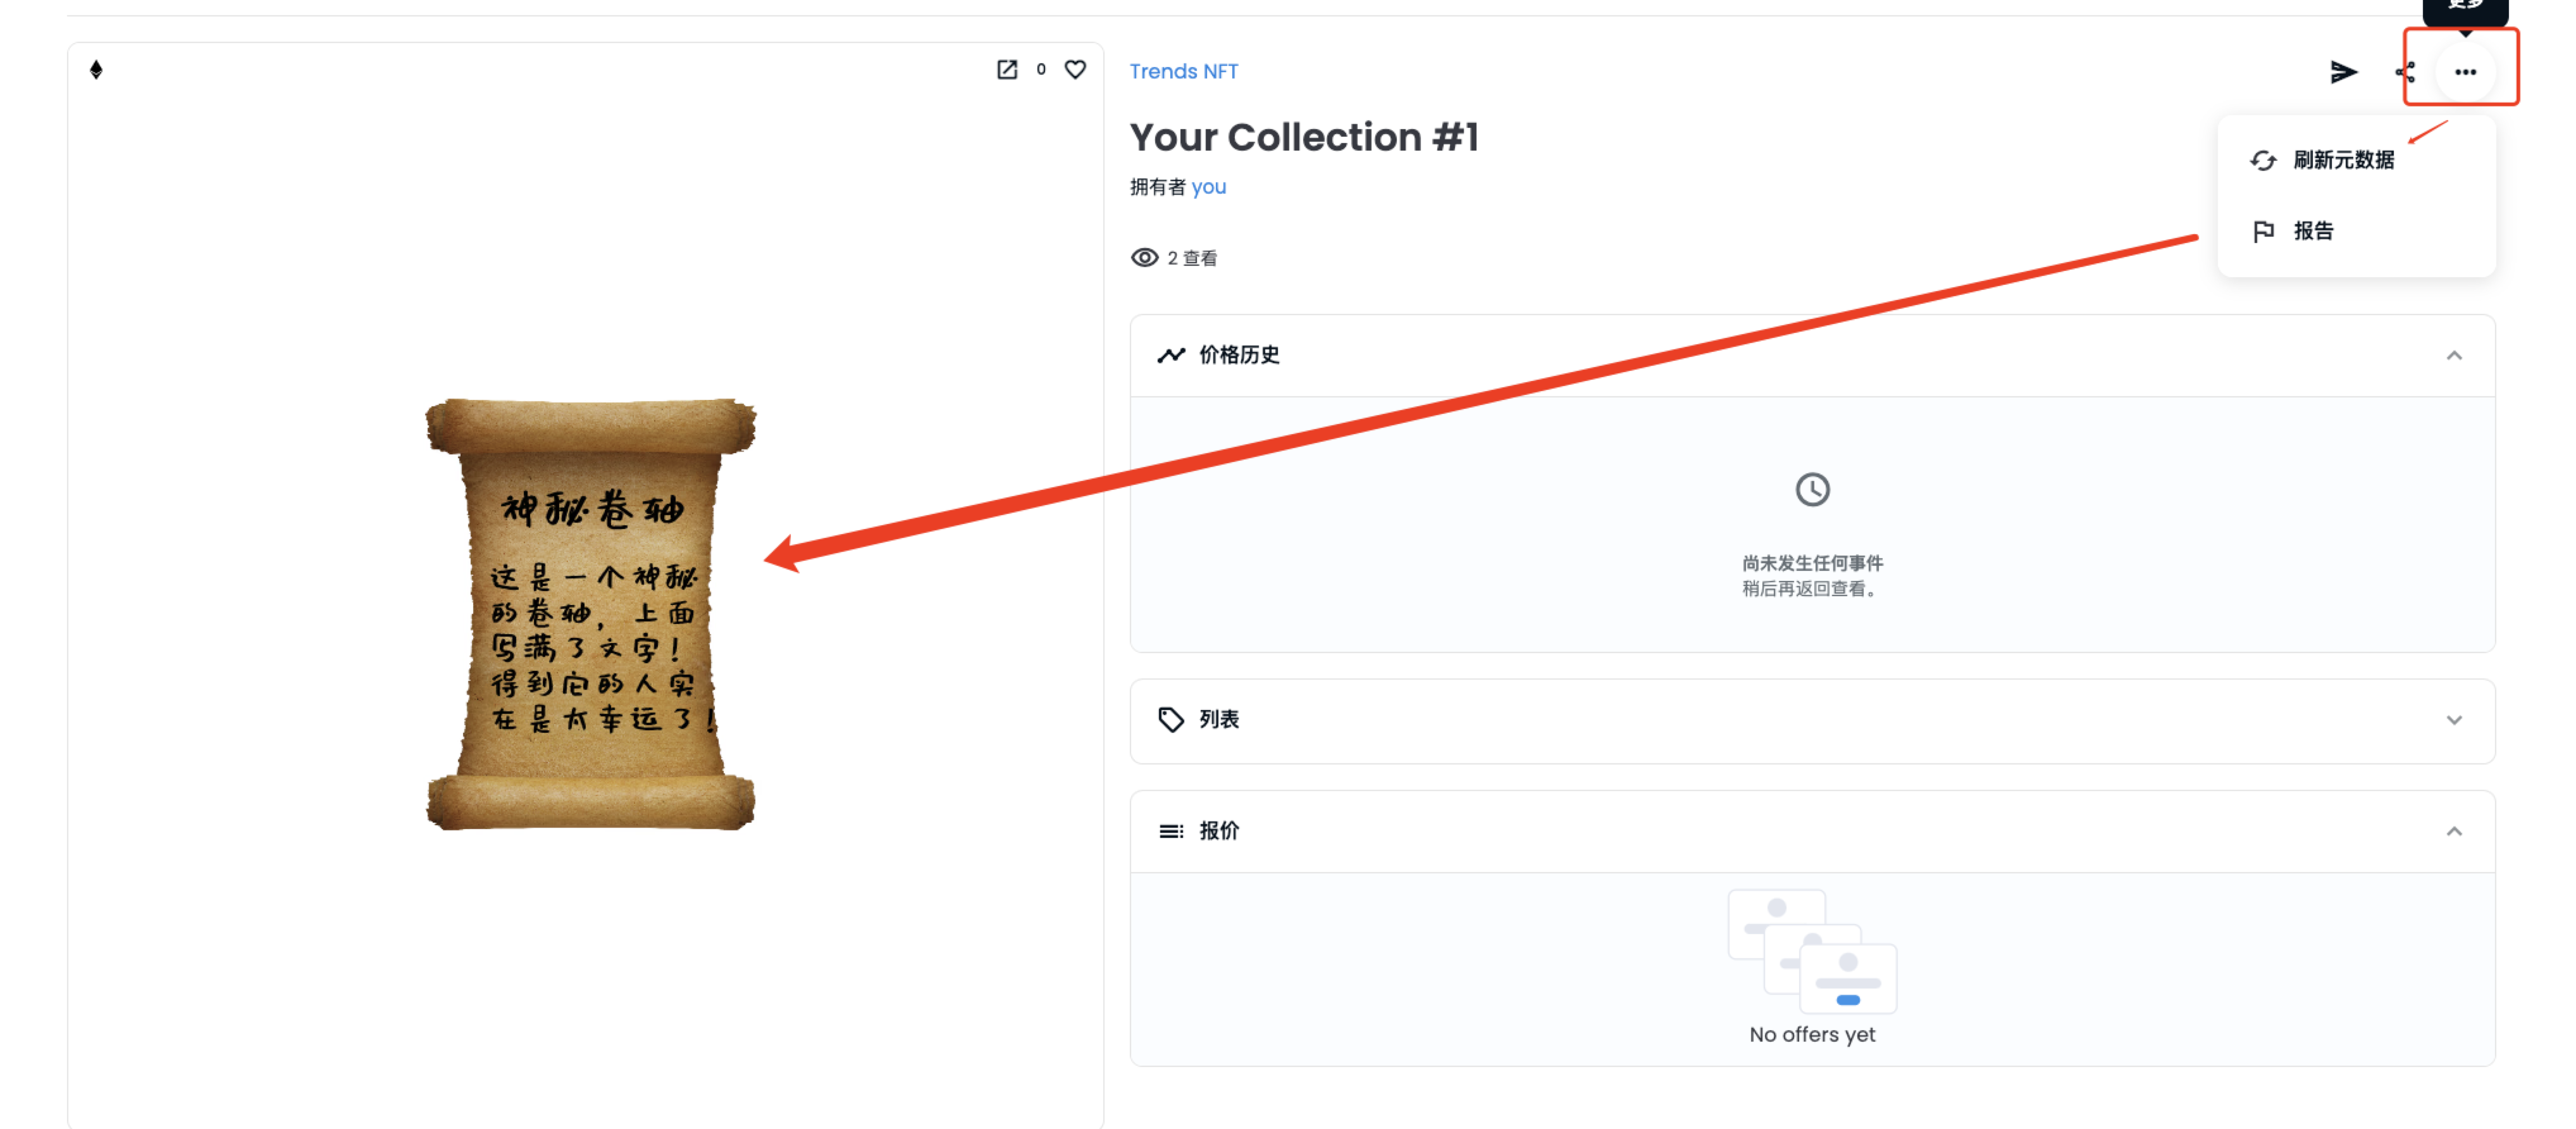 更多
0
Trends NFT
Your Collection #1
拥有者 you
2 查看
刷新元数据
报告
价格历史
尚未发生任何事件
稍后再返回查看。
列表
报价
No offers yet
神秘卷轴
这是一个神秘
的卷轴，上面
写满了文字！
得到它的人实
在是太幸运了！